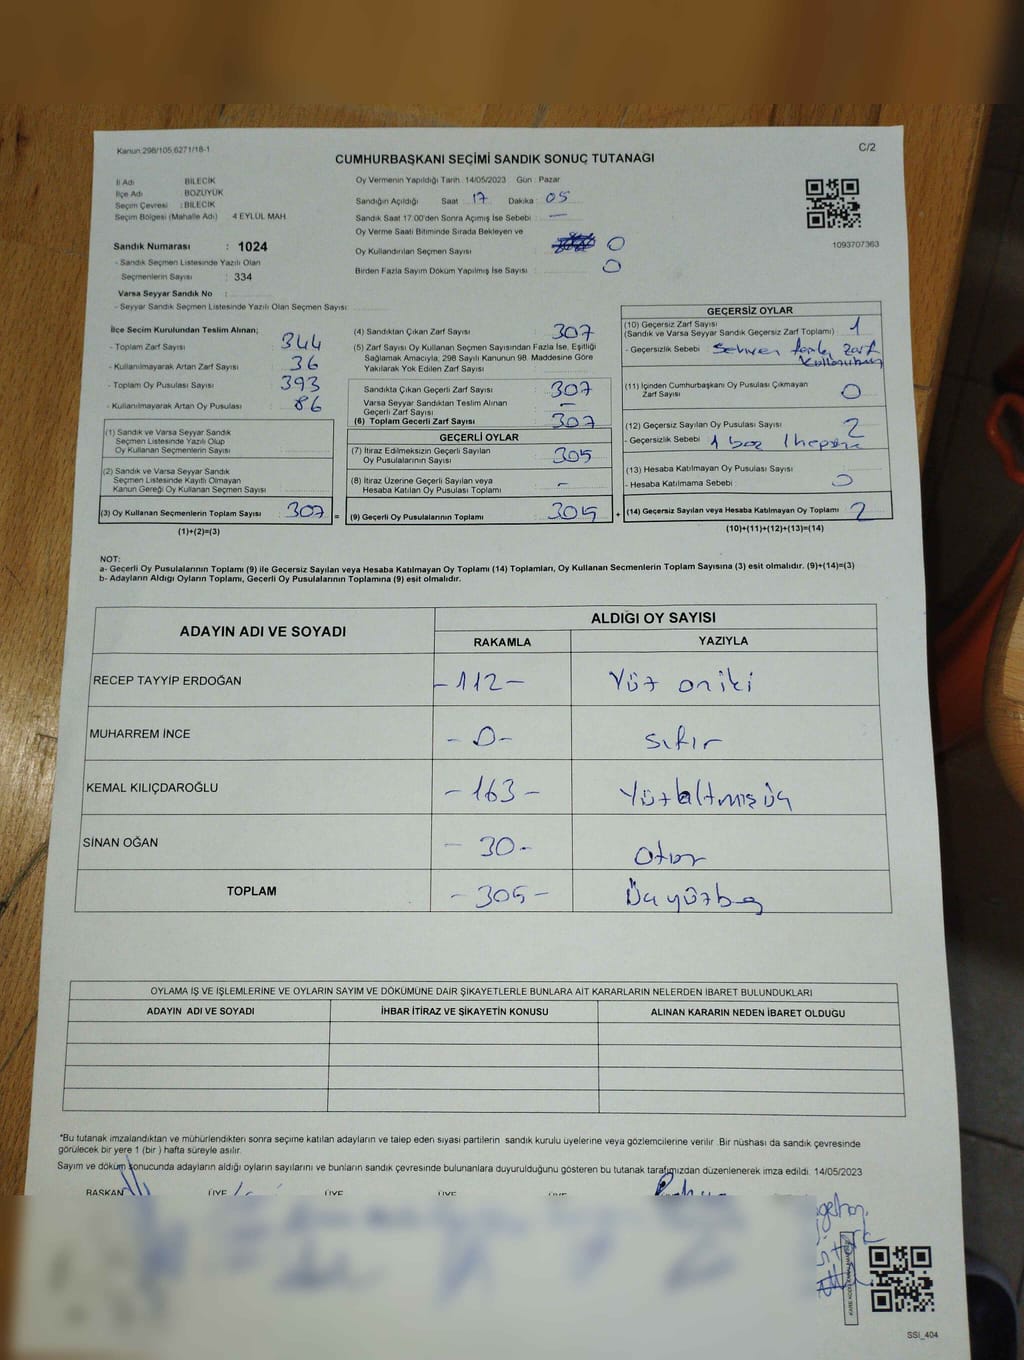 Kanun 298/105,6271/18-1
CUMHURBAŞKANI SEÇİMİ SANDIK SONUÇ TUTANAĞI
C/2
İl Adı BİLECİK
İlçe Adı BOZÜYÜK
Seçim Çevresi : BİLECİK
Seçim Bölgesi (Mahalle Adı) 4 EYLÜL MAH
Sandık Numarası : 1024
- Sandık Seçmen Listesinde Yazılı Olan
Seçmenlerin Sayısı : 334
Varsa Seyyar Sandık No :
- Seyyar Sandık Seçmen Listesinde Yazılı Olan Seçmen Sayısı:
Oy Vermenin Yapıldığı Tarih 14/05/2023 Gün : Pazar
Sandığın Açıldığı Saat 17 Dakika 05
Sandık Saat 17:00'den Sonra Açımış İse Sebebi : —
Oy Verme Saati Bitiminde Sırada Bekleyen ve
Oy Kullandırılan Seçmen Sayısı 0
Birden Fazla Sayım Döküm Yapılmış İse Sayısı 0
1093707363
İlçe Secim Kurulundan Teslim Alınan;
- Toplam Zarf Sayısı 344
- Kullanılmayarak Artan Zarf Sayısı 36
- Toplam Oy Pusulası Sayısı 393
- Kullanılmayarak Artan Oy Pusulası 86
(1) Sandık ve Varsa Seyyar Sandık
Seçmen Listesinde Yazılı Olup
Oy Kullanan Seçmenlerin Sayısı
(2) Sandık ve Varsa Seyyar Sandık
Seçmen Listesinde Kayıtlı Olmayan
Kanun Gereği Oy Kullanan Seçmen Sayısı
(3) Oy Kullanan Seçmenlerin Toplam Sayısı 307 =
(1)+(2)=(3)
(4) Sandıktan Çıkan Zarf Sayısı 307
(5) Zarf Sayısı Oy Kullanan Seçmen Sayısından Fazla İse, Eşitliği
Sağlamak Amacıyla, 298 Sayılı Kanunun 98. Maddesine Göre
Yakılarak Yok Edilen Zarf Sayısı
Sandıkta Çıkan Geçerli Zarf Sayısı 307
Varsa Seyyar Sandıktan Teslim Alınan
Geçerli Zarf Sayısı —
(6) Toplam Gecerli Zarf Sayısı 307
GEÇERLİ OYLAR
(7) İtiraz Edilmeksizin Geçerli Sayılan
Oy Pusulalarının Sayısı 305
(8) İtiraz Üzerine Geçerli Sayılan veya
Hesaba Katılan Oy Pusulası Toplamı -
(9) Geçerli Oy Pusulalarının Toplamı 305 +
GEÇERSİZ OYLAR
(10) Geçersiz Zarf Sayısı
(Sandık ve Varsa Seyyar Sandık Geçersiz Zarf Toplamı) 1
- Geçersizlik Sebebi Sehven fazla zarf
(11) İçinden Cumhurbaşkanı Oy Pusulası Çıkmayan
Zarf Sayısı 0
(12) Geçersiz Sayılan Oy Pusulası Sayısı 2
- Geçersizlik Sebebi 1 boş 1 hepsine
(13) Hesaba Katılmayan Oy Pusulası Sayısı
- Hesaba Katılmama Sebebi : 0
(14) Geçersiz Sayılan veya Hesaba Katılmayan Oy Toplamı 2
(10)+(11)+(12)+(13)=(14)
NOT:
a- Geçerli Oy Pusulalarının Toplamı (9) ile Gecersiz Sayılan veya Hesaba Katılmayan Oy Toplamı (14) Toplamları, Oy Kullanan Secmenlerin Toplam Sayısına (3) esit olmalıdır. (9)+(14)=(3)
b- Adayların Aldığı Oyların Toplamı, Geçerli Oy Pusulalarının Toplamına (9) esit olmalıdır.
ADAYIN ADI VE SOYADI
ALDIĞI OY SAYISI
RAKAMLA YAZIYLA
RECEP TAYYİP ERDOĞAN -112- Yüz oniki
MUHARREM İNCE -0- sıfır
KEMAL KILIÇDAROĞLU -163- Yüzaltmışüç
SİNAN OĞAN -30- otuz
TOPLAM -305- Üçyüzbeş
OYLAMA İŞ VE İŞLEMLERİNE VE OYLARIN SAYIM VE DÖKÜMÜNE DAİR ŞİKAYETLERLE BUNLARA AİT KARARLARIN NELERDEN İBARET BULUNDUKLARI
ADAYIN ADI VE SOYADI İHBAR İTİRAZ VE ŞİKAYETİN KONUSU ALINAN KARARIN NEDEN İBARET OLDUGU
*Bu tutanak imzalandıktan ve mühürlendikten sonra seçime katılan adayların ve talep eden siyasi partilerin sandık kurulu üyelerine veya gözlemcilerine verilir. Bir nüshası da sandık çevresinde
görülecek bir yere 1 (bir ) hafta süreyle asılır.
Sayım ve döküm sonucunda adayların aldığı oyların sayılarını ve bunların sandık çevresinde bulunanlara duyurulduğunu gösteren bu tutanak tarafımızdan düzenlenerek imza edildi. 14/05/2023
BAŞKAN ÜYE ÜYE ÜYE ÜYE
SSI_404